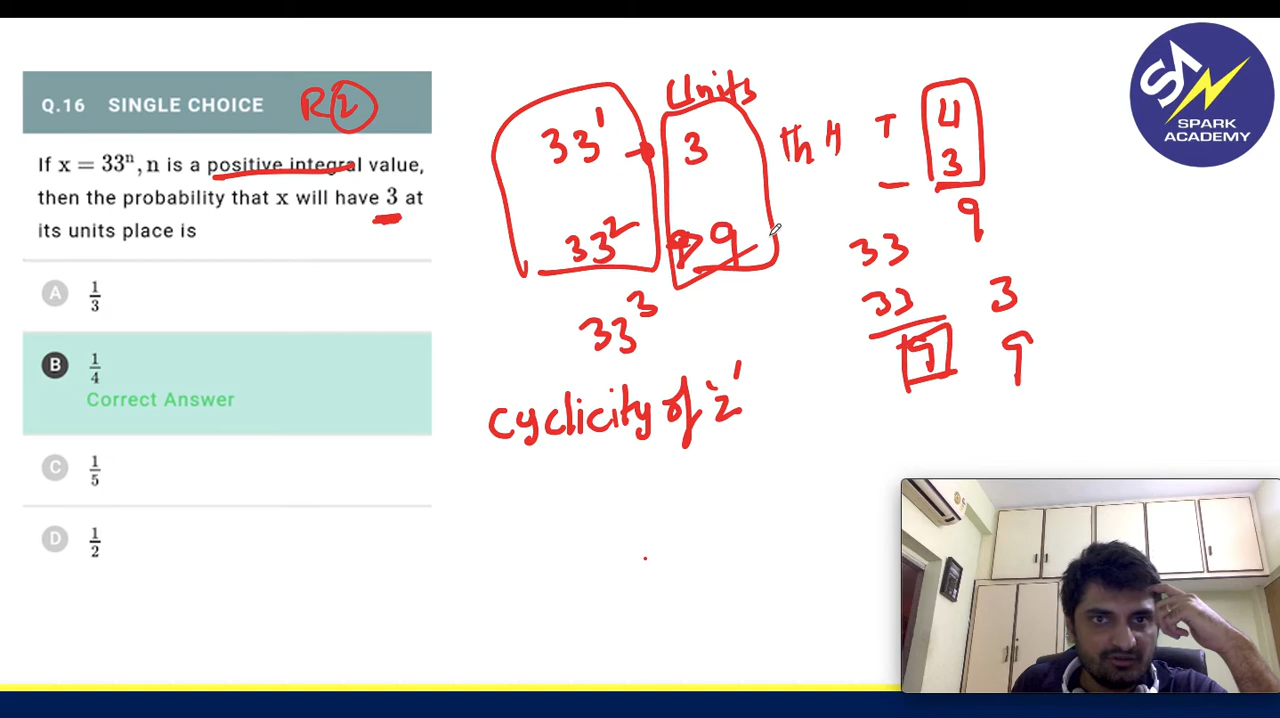 Q.16 SINGLE CHOICE
R2
If x = 33ⁿ, n is a positive integral value,
then the probability that x will have 3 at
its units place is
A 1/3
B 1/4
Correct Answer
C 1/5
D 1/2
Units
33¹ → 3
33² → 9
33³
cyclicity of '2'
th H T 4
3
9
33
33
9
3
9
SPARK
ACADEMY